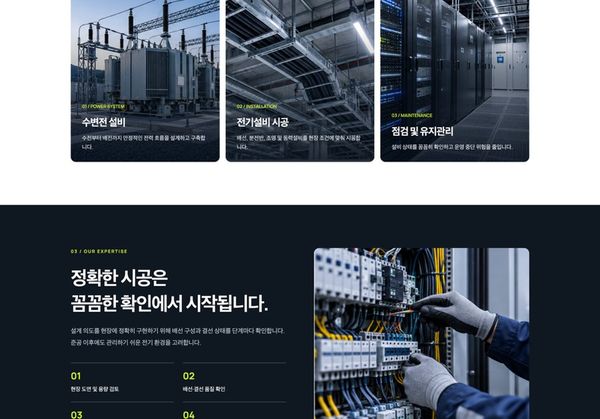 01 / POWER SYSTEM
수변전 설비
수전부터 배전까지 안정적인 전력 흐름을 설계하고 구축합
니다.
02 / INSTALLATION
전기설비 시공
배선, 분전반, 조명 및 동력설비를 현장 조건에 맞춰 시공합
니다.
03 / MAINTENANCE
점검 및 유지관리
설비 상태를 꼼꼼히 확인하고 운영 중단 위험을 줄입니다.
03 / OUR EXPERTISE
정확한 시공은
꼼꼼한 확인에서 시작됩니다.
설계 의도를 현장에 정확히 구현하기 위해 배선 구성과 결선 상태를 단계마다 확인합니다.
준공 이후에도 관리하기 쉬운 전기 환경을 고려합니다.
01
현장 도면 및 용량 검토
02
배선·결선 품질 확인
03
04